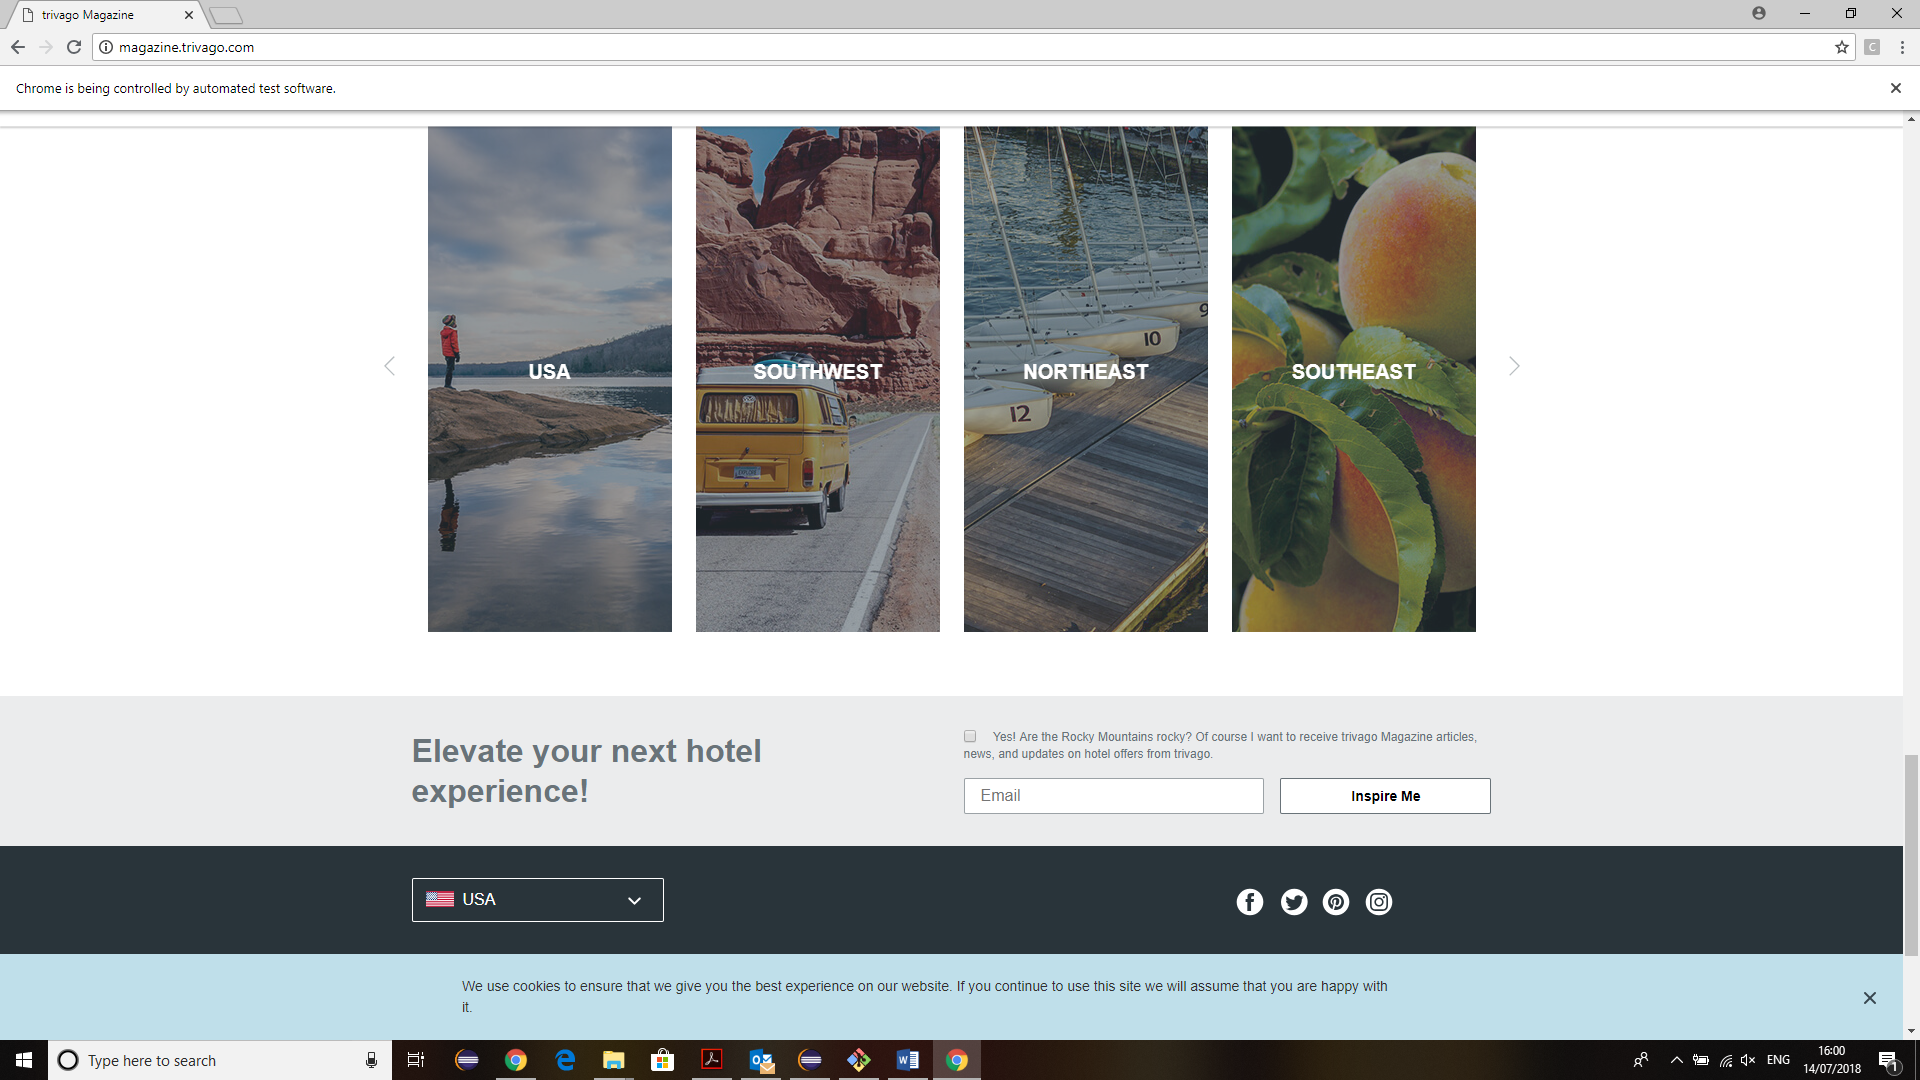 trivago Magazine
magazine.trivago.com
C
Chrome is being controlled by automated test software.
USA
SOUTHWEST
NORTHEAST
SOUTHEAST
9
10
12
Elevate your next hotel
experience!
Yes! Are the Rocky Mountains rocky? Of course I want to receive trivago Magazine articles,
news, and updates on hotel offers from trivago.
Email
Inspire Me
USA
We use cookies to ensure that we give you the best experience on our website. If you continue to use this site we will assume that you are happy with
it.
Type here to search
ENG
16:00
14/07/2018
1